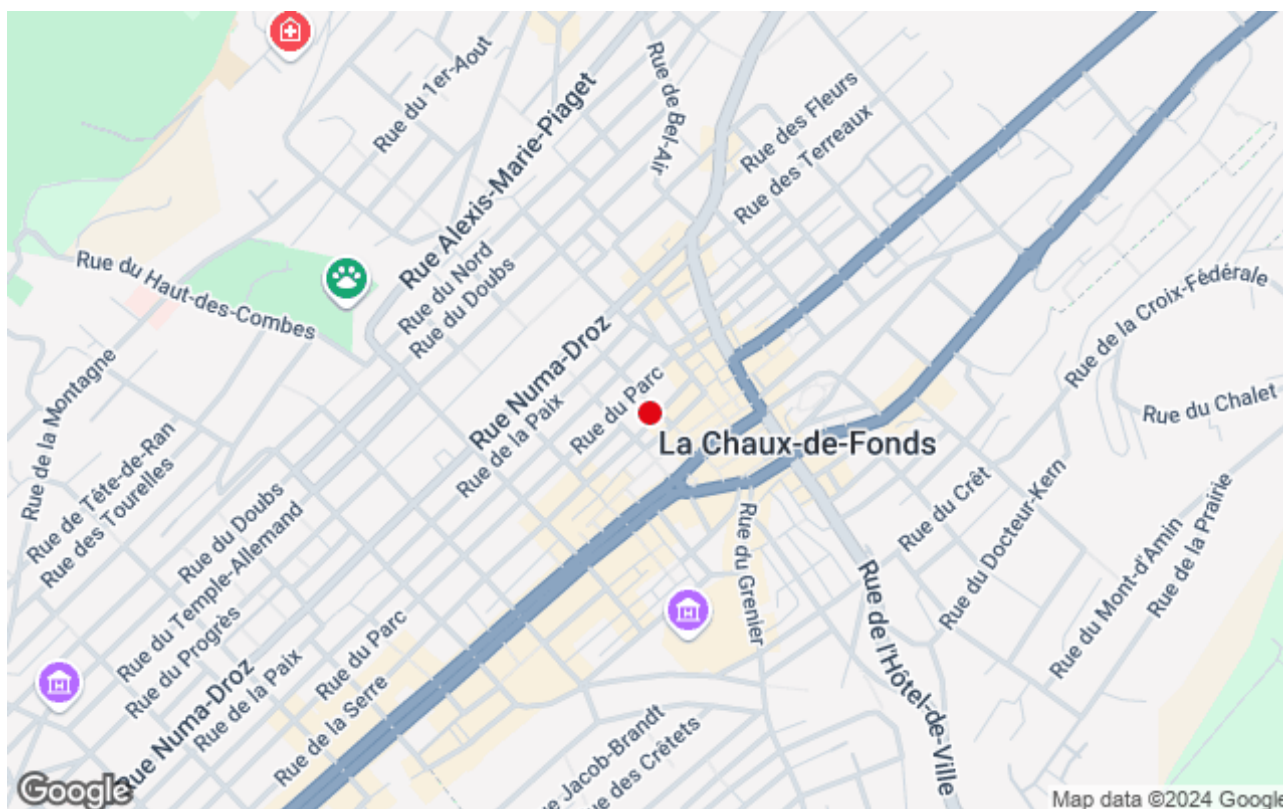 Rue du 1er-Aout
Rue Alexis-Marie-Piaget
Rue de Bel-Air
Rue des Fleurs
Rue des Terreaux
Rue du Haut-des-Combes
Rue du Nord
Rue du Doubs
Rue de la Croix-Fédérale
Rue Numa-Droz
Rue du Parc
Rue de la Paix
Rue de la Montagne
Rue du Chalet
La Chaux-de-Fonds
Rue de Tête-de-Ran
Rue des Tourelles
Rue du Doubs
Rue du Temple-Allemand
Rue du Progrès
Rue du Crêt
Rue du Docteur-Kern
Rue du Mont-d'Amin
Rue de la Prairie
Rue du Grenier
Rue de l'Hôtel-de-Ville
Rue du Parc
Rue de la Paix
Rue Numa-Droz
Rue de la Serre
ue Jacob-Brandt
ue des Crêtets
Google
Map data ©2024 Google